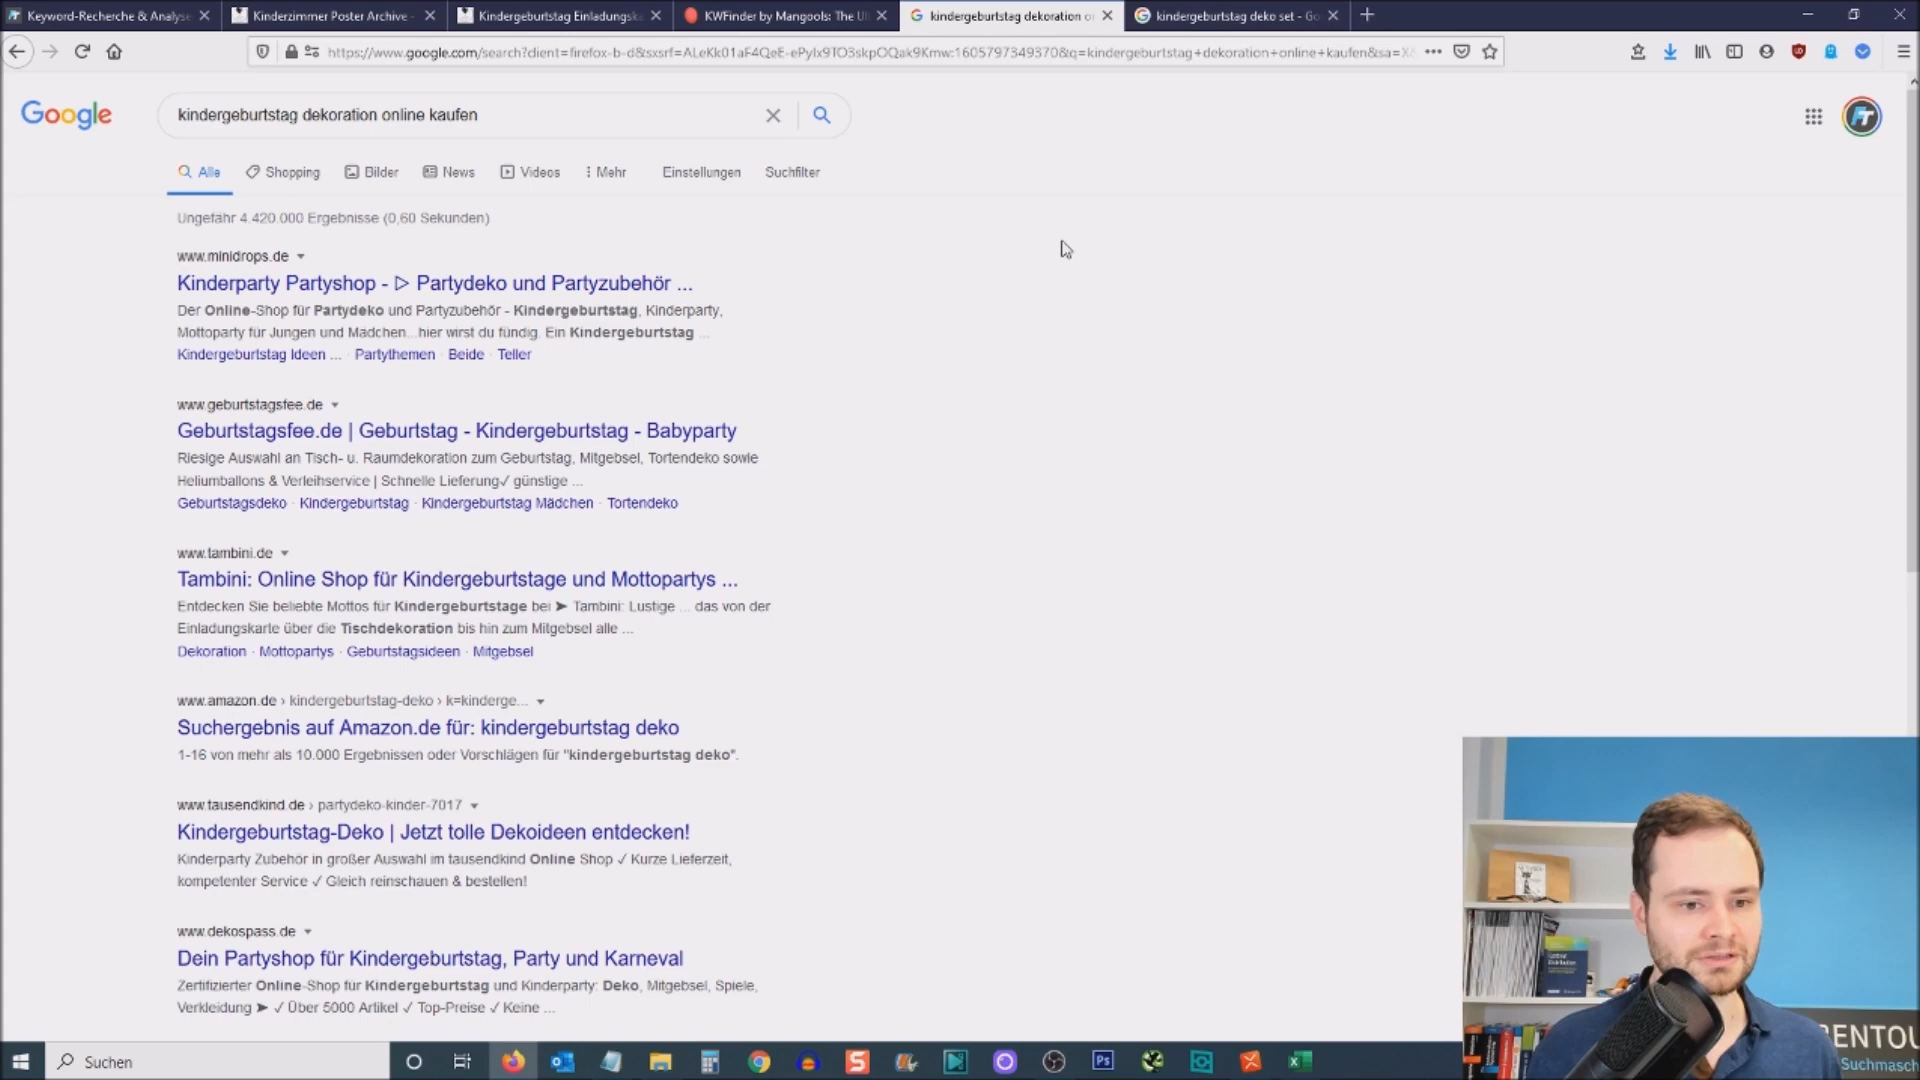 Keyword-Recherche & Analyse
Kinderzimmer Poster Archive -
Kindergeburtstag Einladungska
KWFinder by Mangools: The Ul
kindergeburtstag dekoration o
kindergeburtstag deko set - Go
https://www.google.com/search?client=firefox-b-d&sxsrf=ALeKk01aF4QeE-ePylx9TO3skpOQak9Kmw:1605797349370&q=kindergeburtstag+dekoration+online+kaufen&sa=X
Google
kindergeburtstag dekoration online kaufen
Alle
Shopping
Bilder
News
Videos
Mehr
Einstellungen
Suchfilter
Ungefähr 4.420.000 Ergebnisse (0,60 Sekunden)
www.minidrops.de
Kinderparty Partyshop - ▷ Partydeko und Partyzubehör ...
Der Online-Shop für Partydeko und Partyzubehör - Kindergeburtstag, Kinderparty,
Mottoparty für Jungen und Mädchen...hier wirst du fündig. Ein Kindergeburtstag ...
Kindergeburtstag Ideen ... · Partythemen · Beide · Teller
www.geburtstagsfee.de
Geburtstagsfee.de | Geburtstag - Kindergeburtstag - Babyparty
Riesige Auswahl an Tisch- u. Raumdekoration zum Geburtstag, Mitgebsel, Tortendeko sowie
Heliumballons & Verleihservice | Schnelle Lieferung✓ günstige ...
Geburtstagsdeko · Kindergeburtstag · Kindergeburtstag Mädchen · Tortendeko
www.tambini.de
Tambini: Online Shop für Kindergeburtstage und Mottopartys ...
Entdecken Sie beliebte Mottos für Kindergeburtstage bei ➤ Tambini: Lustige ... das von der
Einladungskarte über die Tischdekoration bis hin zum Mitgebsel alle ...
Dekoration · Mottopartys · Geburtstagsideen · Mitgebsel
www.amazon.de › kindergeburtstag-deko › k=kinderge...
Suchergebnis auf Amazon.de für: kindergeburtstag deko
1-16 von mehr als 10.000 Ergebnissen oder Vorschlägen für "kindergeburtstag deko".
www.tausendkind.de › partydeko-kinder-7017
Kindergeburtstag-Deko | Jetzt tolle Dekoideen entdecken!
Kinderparty Zubehör in großer Auswahl im tausendkind Online Shop ✓ Kurze Lieferzeit,
kompetenter Service ✓ Gleich reinschauen & bestellen!
www.dekospass.de
Dein Partyshop für Kindergeburtstag, Party und Karneval
Zertifizierter Online-Shop für Kindergeburtstag und Kinderparty: Deko, Mitgebsel, Spiele,
Verkleidung ➤ ✓ Über 5000 Artikel ✓ Top-Preise ✓ Keine ...
RENTOU
Suchmasch
Suchen
Ps